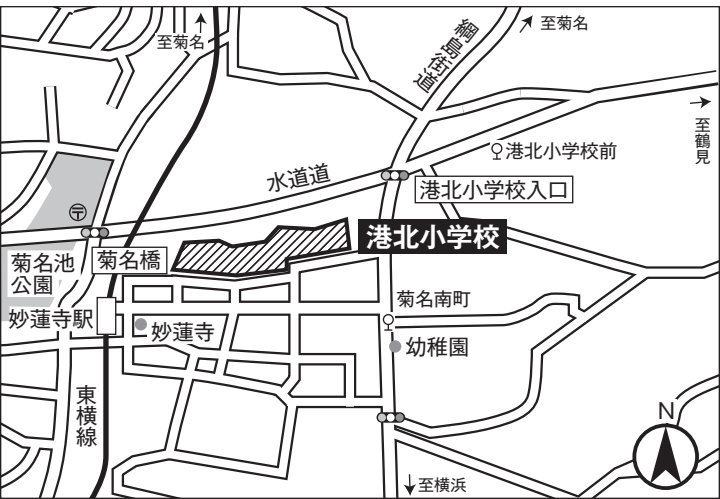 至菊名
綱島街道
至菊名
至鶴見
港北小学校前
水道道
港北小学校入口
〒
港北小学校
菊名池
公園
菊名橋
菊名南町
妙蓮寺駅
妙蓮寺
幼稚園
東横線
N
至横浜